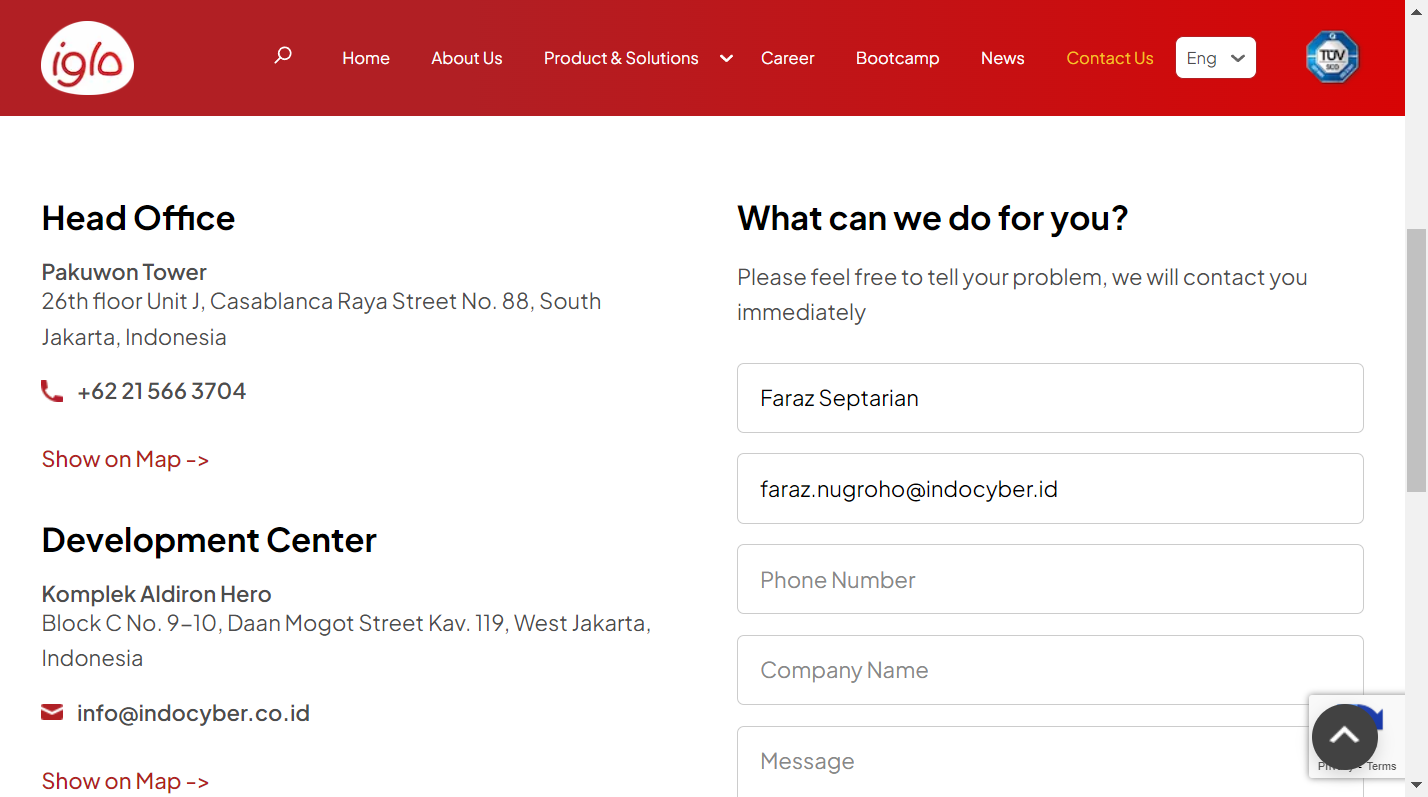 iglo
Home
About Us
Product & Solutions
Career
Bootcamp
News
Contact Us
Eng
TÜV
SÜD
Head Office
Pakuwon Tower
26th floor Unit J, Casablanca Raya Street No. 88, South
Jakarta, Indonesia
+62 21 566 3704
Show on Map ->
Development Center
Komplek Aldiron Hero
Block C No. 9-10, Daan Mogot Street Kav. 119, West Jakarta,
Indonesia
info@indocyber.co.id
Show on Map ->
What can we do for you?
Please feel free to tell your problem, we will contact you
immediately
Faraz Septarian
faraz.nugroho@indocyber.id
Phone Number
Company Name
Message
Terms